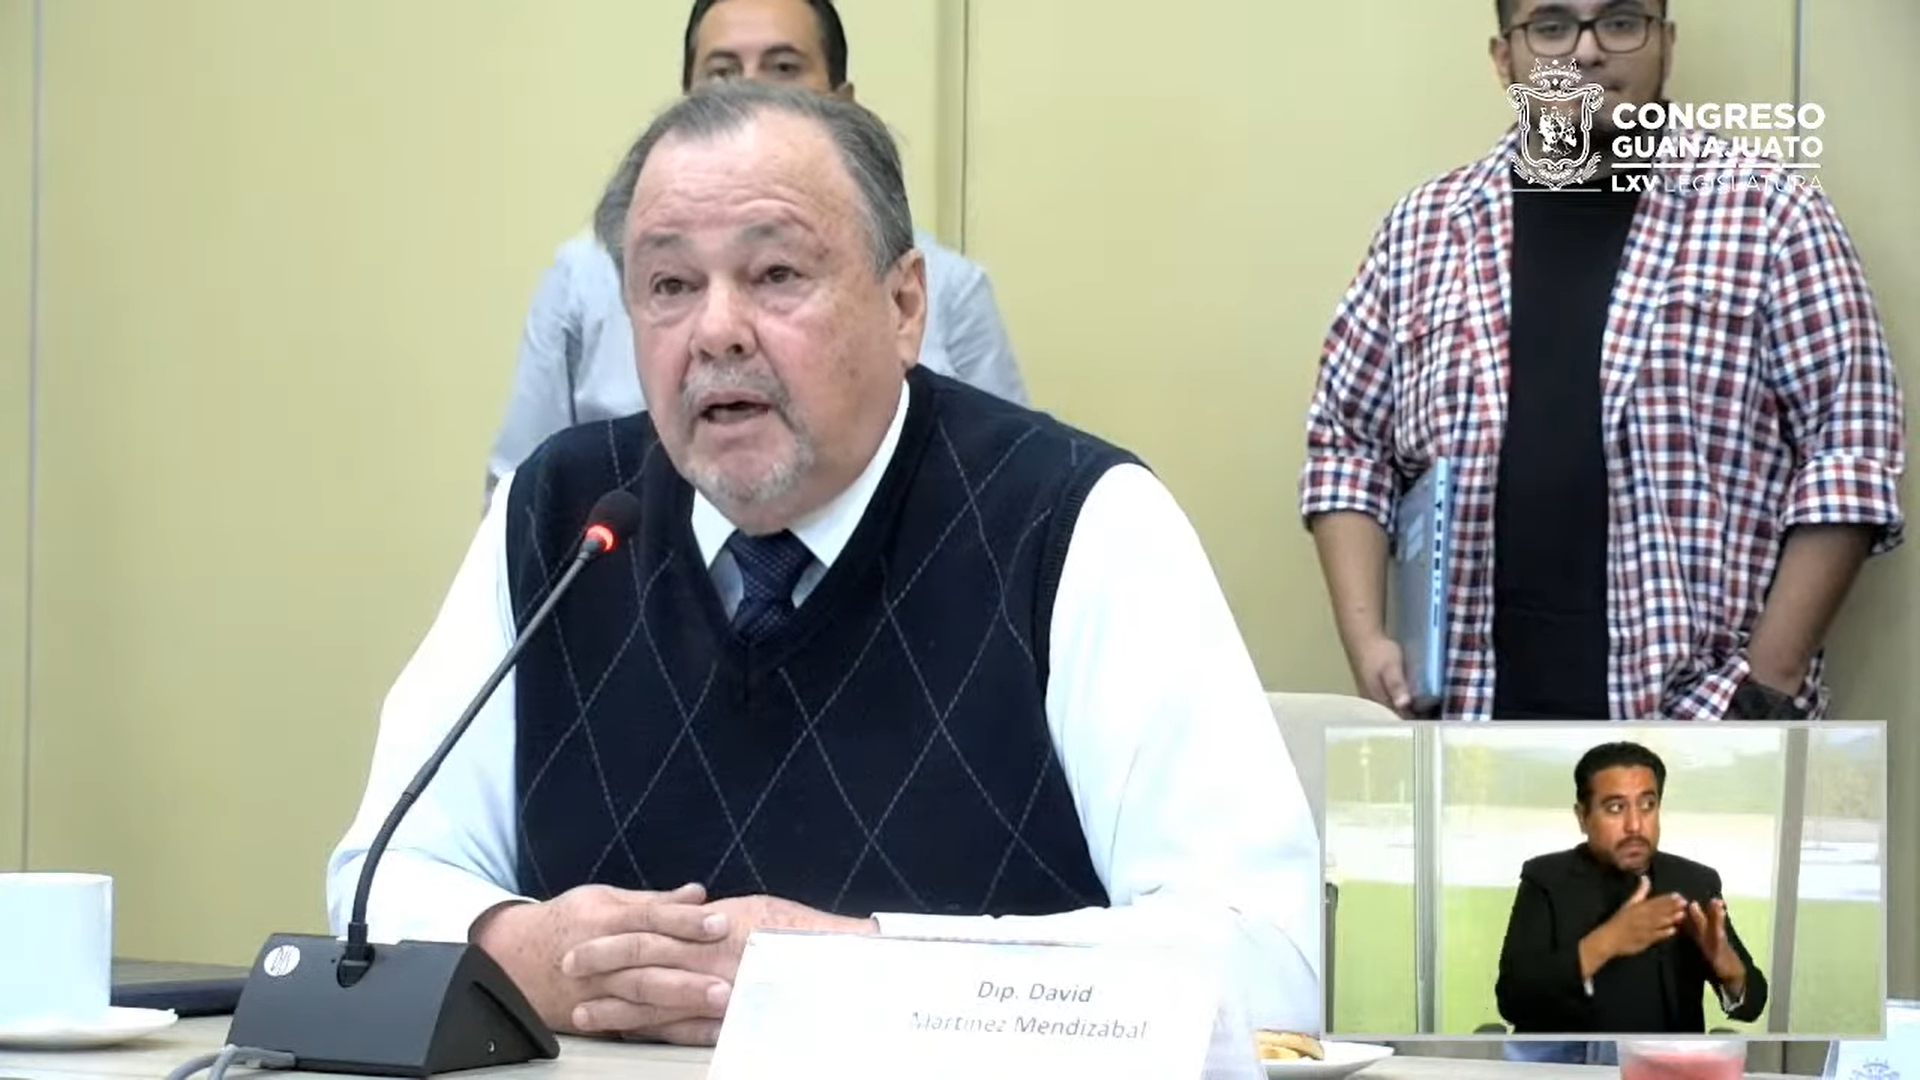 CONGRESO
GUANAJUATO
LXV LEGISLATURA
Dip. David
Martínez Mendizábal